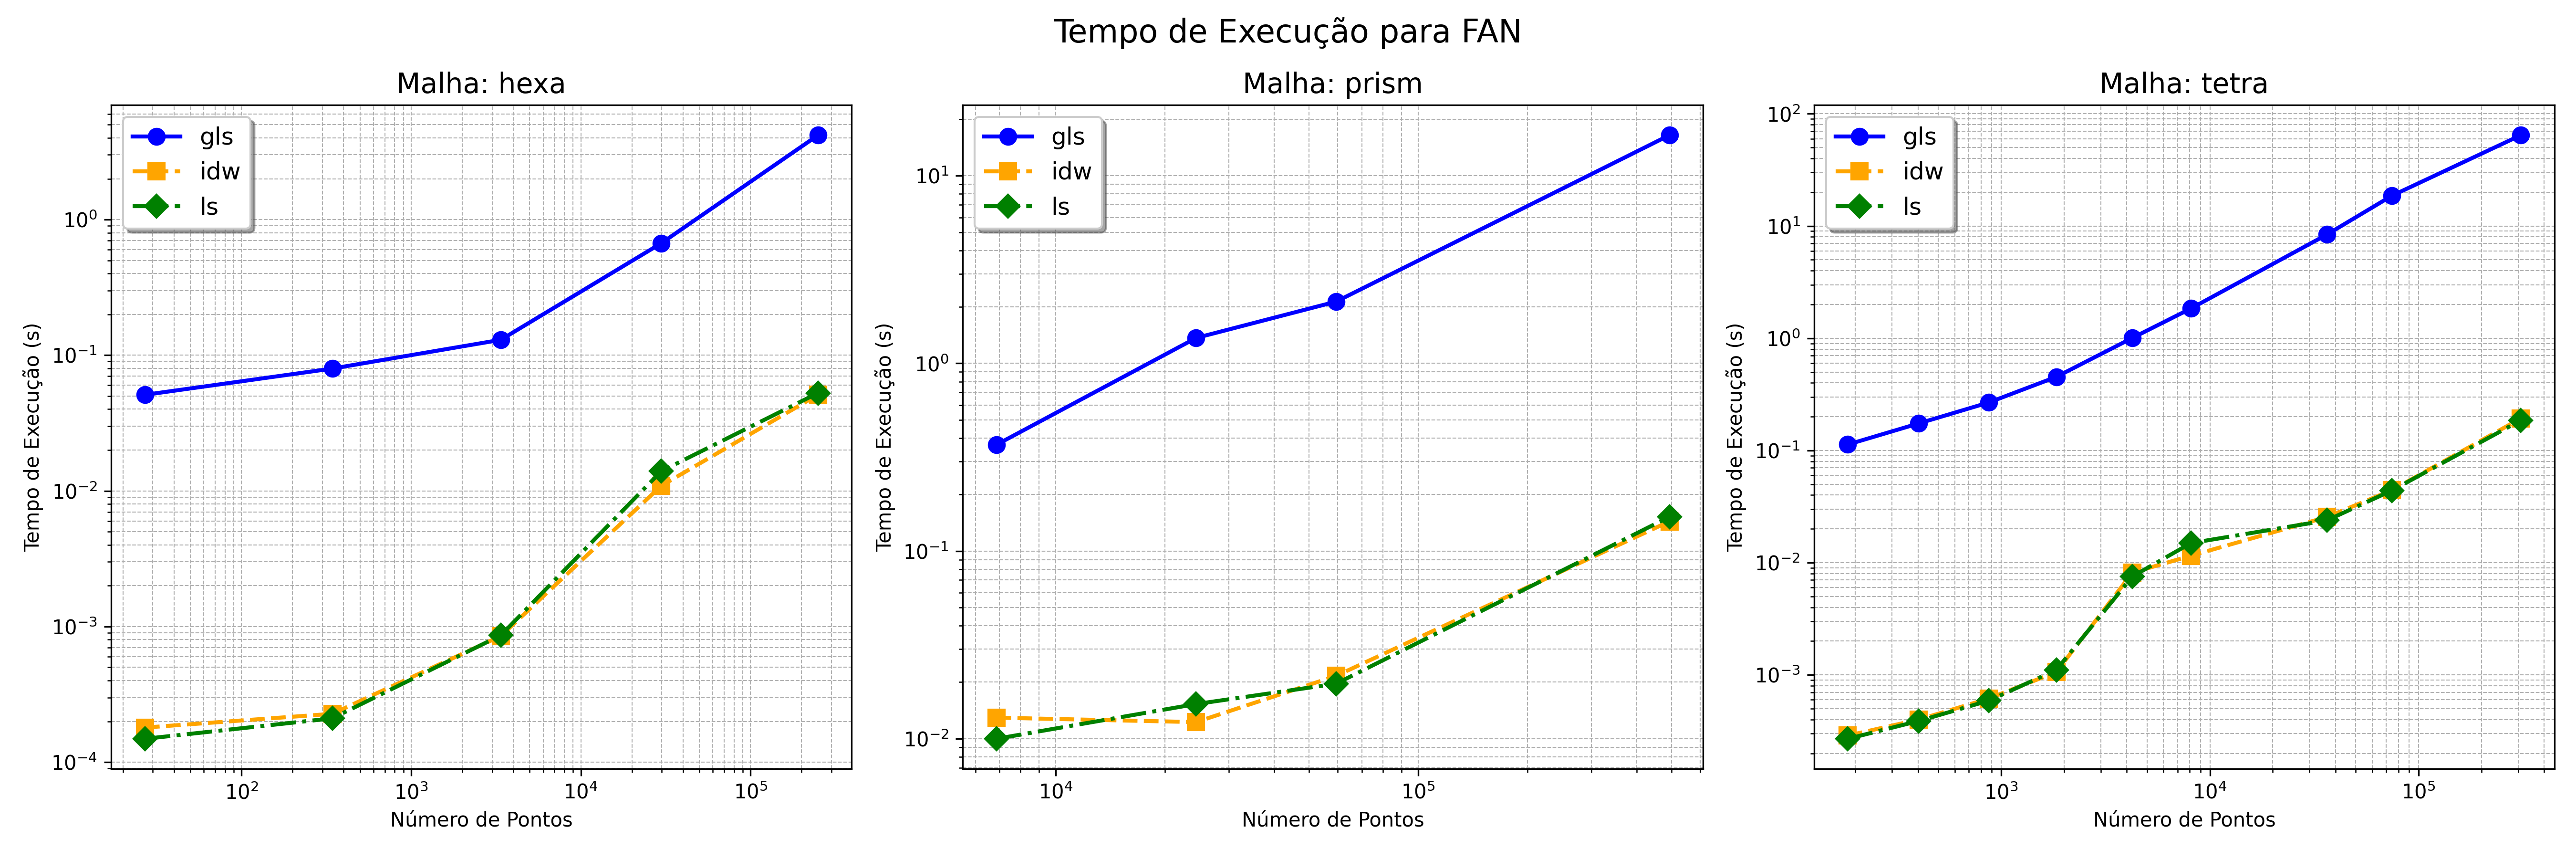 Tempo de Execução para FAN
Malha: hexa
gls
idw
ls
10⁰
10⁻¹
10⁻²
10⁻³
10⁻⁴
10²
10³
10⁴
10⁵
Tempo de Execução (s)
Número de Pontos
Malha: prism
gls
idw
ls
10¹
10⁰
10⁻¹
10⁻²
10⁴
10⁵
Tempo de Execução (s)
Número de Pontos
Malha: tetra
gls
idw
ls
10²
10¹
10⁰
10⁻¹
10⁻²
10⁻³
10³
10⁴
10⁵
Tempo de Execução (s)
Número de Pontos